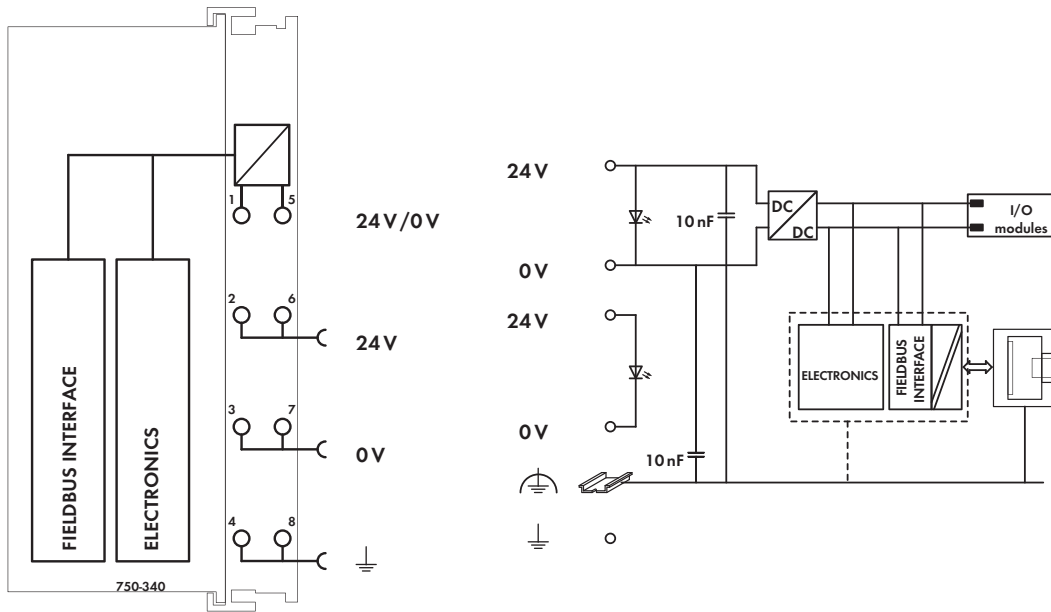 1
5
24V/0V
2
6
24V
3
7
0V
4
8
FIELDBUS INTERFACE
ELECTRONICS
750-340
24V
10nF
DC
DC
I/O
modules
0V
24V
ELECTRONICS
FIELDBUS
INTERFACE
0V
10nF